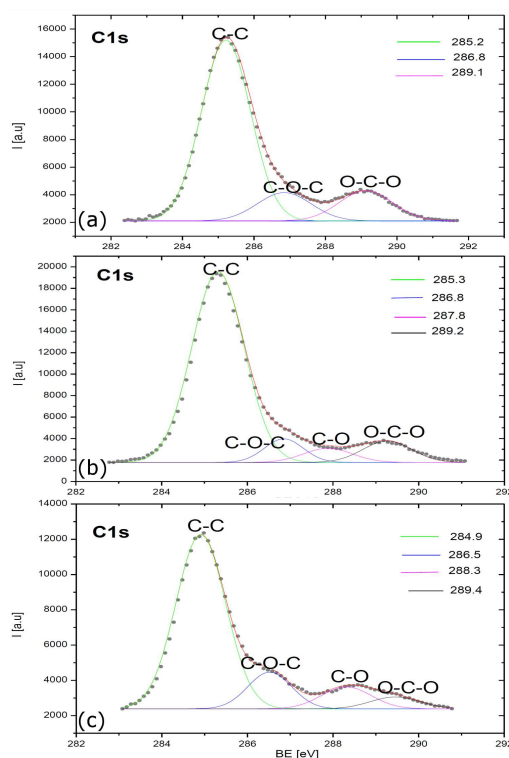 C1s
C-C
285.2
286.8
289.1
C-O-C
O-C-O
I [a.u]
16000
14000
12000
10000
8000
6000
4000
2000
(a)
282 284 286 288 290 292
C1s
C-C
285.3
286.8
287.8
289.2
C-O-C
C-O
O-C-O
I [a.u]
20000
18000
16000
14000
12000
10000
8000
6000
4000
2000
0
(b)
282 284 286 288 290 292
C1s
C-C
284.9
286.5
288.3
289.4
C-O-C
C-O
O-C-O
I [a.u]
12000
10000
8000
6000
4000
2000
(c)
282 284 286 288 290 292
BE [eV]